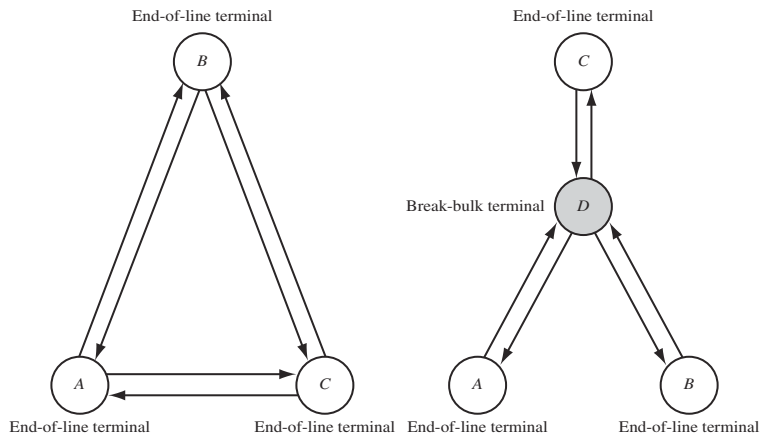 End-of-line terminal
B
A
C
End-of-line terminal
End-of-line terminal
End-of-line terminal
C
Break-bulk terminal
D
A
B
End-of-line terminal
End-of-line terminal